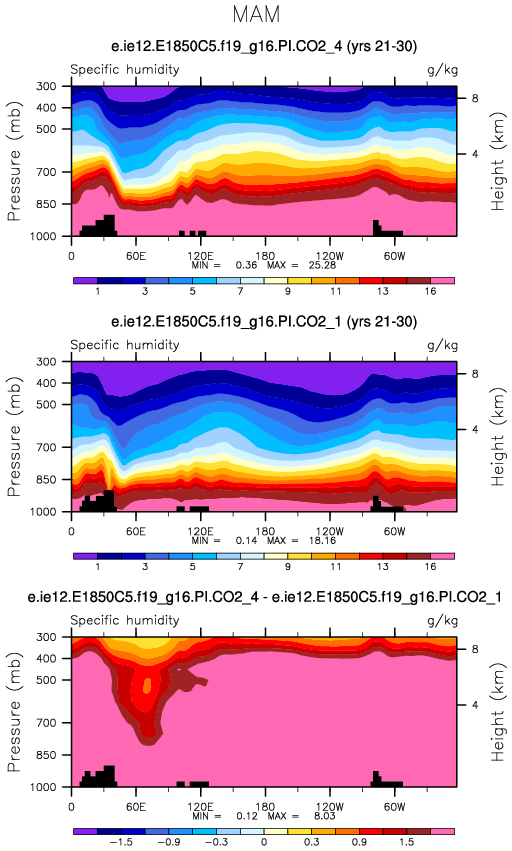 MAM
e.ie12.E1850C5.f19_g16.PI.CO2_4 (yrs 21-30)
Specific humidity g/kg
300
400
500
700
850
1000
Pressure (mb)
8
4
Height (km)
0 60E 120E 180 120W 60W
MIN = 0.36 MAX = 25.28
1 3 5 7 9 11 13 16
e.ie12.E1850C5.f19_g16.PI.CO2_1 (yrs 21-30)
Specific humidity g/kg
300
400
500
700
850
1000
Pressure (mb)
8
4
Height (km)
0 60E 120E 180 120W 60W
MIN = 0.14 MAX = 18.16
1 3 5 7 9 11 13 16
e.ie12.E1850C5.f19_g16.PI.CO2_4 - e.ie12.E1850C5.f19_g16.PI.CO2_1
Specific humidity g/kg
300
400
500
700
850
1000
Pressure (mb)
8
4
Height (km)
0 60E 120E 180 120W 60W
MIN = 0.12 MAX = 8.03
−1.5 −0.9 −0.3 0 0.3 0.9 1.5